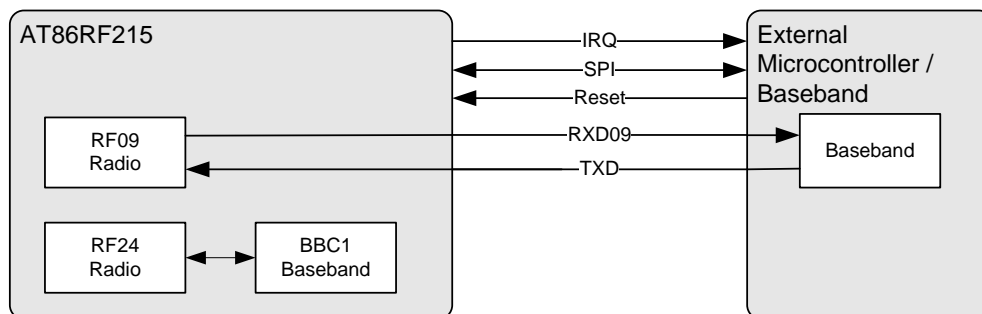 AT86RF215
IRQ
SPI
Reset
External
Microcontroller /
Baseband
RF09
Radio
RXD09
TXD
Baseband
RF24
Radio
BBC1
Baseband